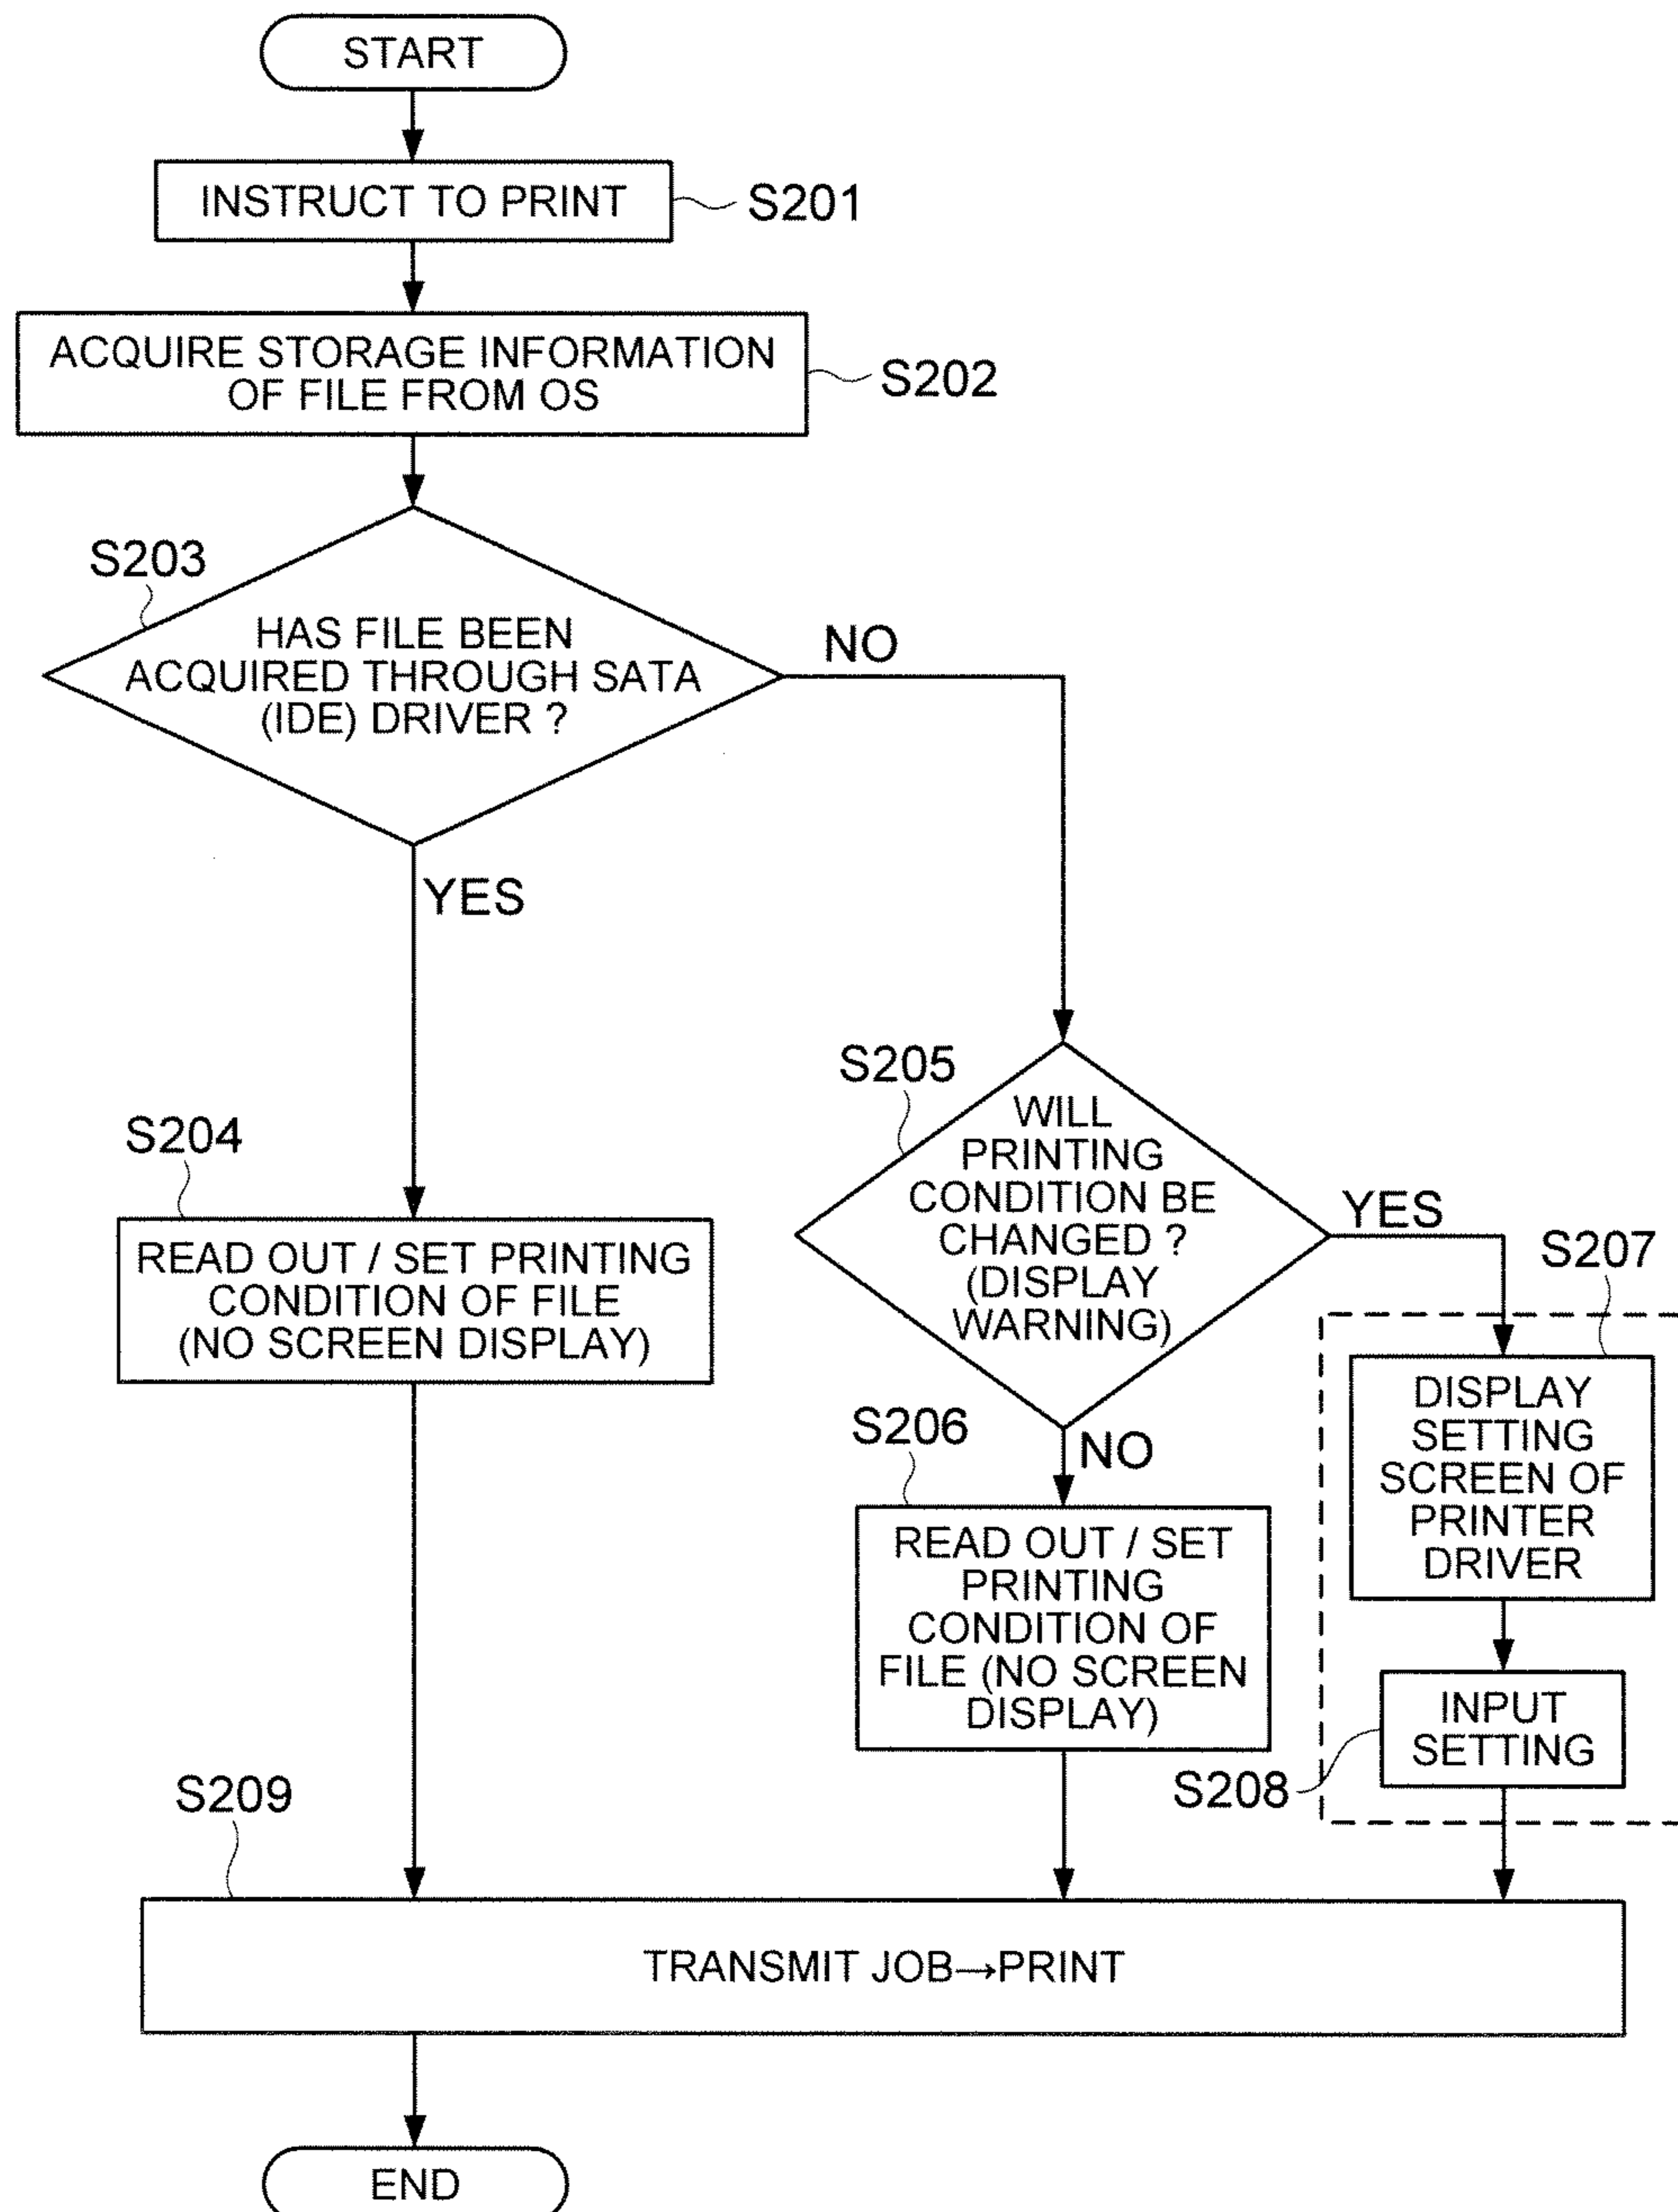 START
INSTRUCT TO PRINT
S201
ACQUIRE STORAGE INFORMATION
OF FILE FROM OS
S202
S203
HAS FILE BEEN
ACQUIRED THROUGH SATA
(IDE) DRIVER ?
NO
YES
S205
WILL
PRINTING
CONDITION BE
CHANGED ?
(DISPLAY
WARNING)
YES
NO
S204
READ OUT / SET PRINTING
CONDITION OF FILE
(NO SCREEN DISPLAY)
S207
DISPLAY
SETTING
SCREEN OF
PRINTER
DRIVER
S206
READ OUT / SET
PRINTING
CONDITION OF
FILE (NO SCREEN
DISPLAY)
INPUT
SETTING
S208
S209
TRANSMIT JOB→PRINT
END